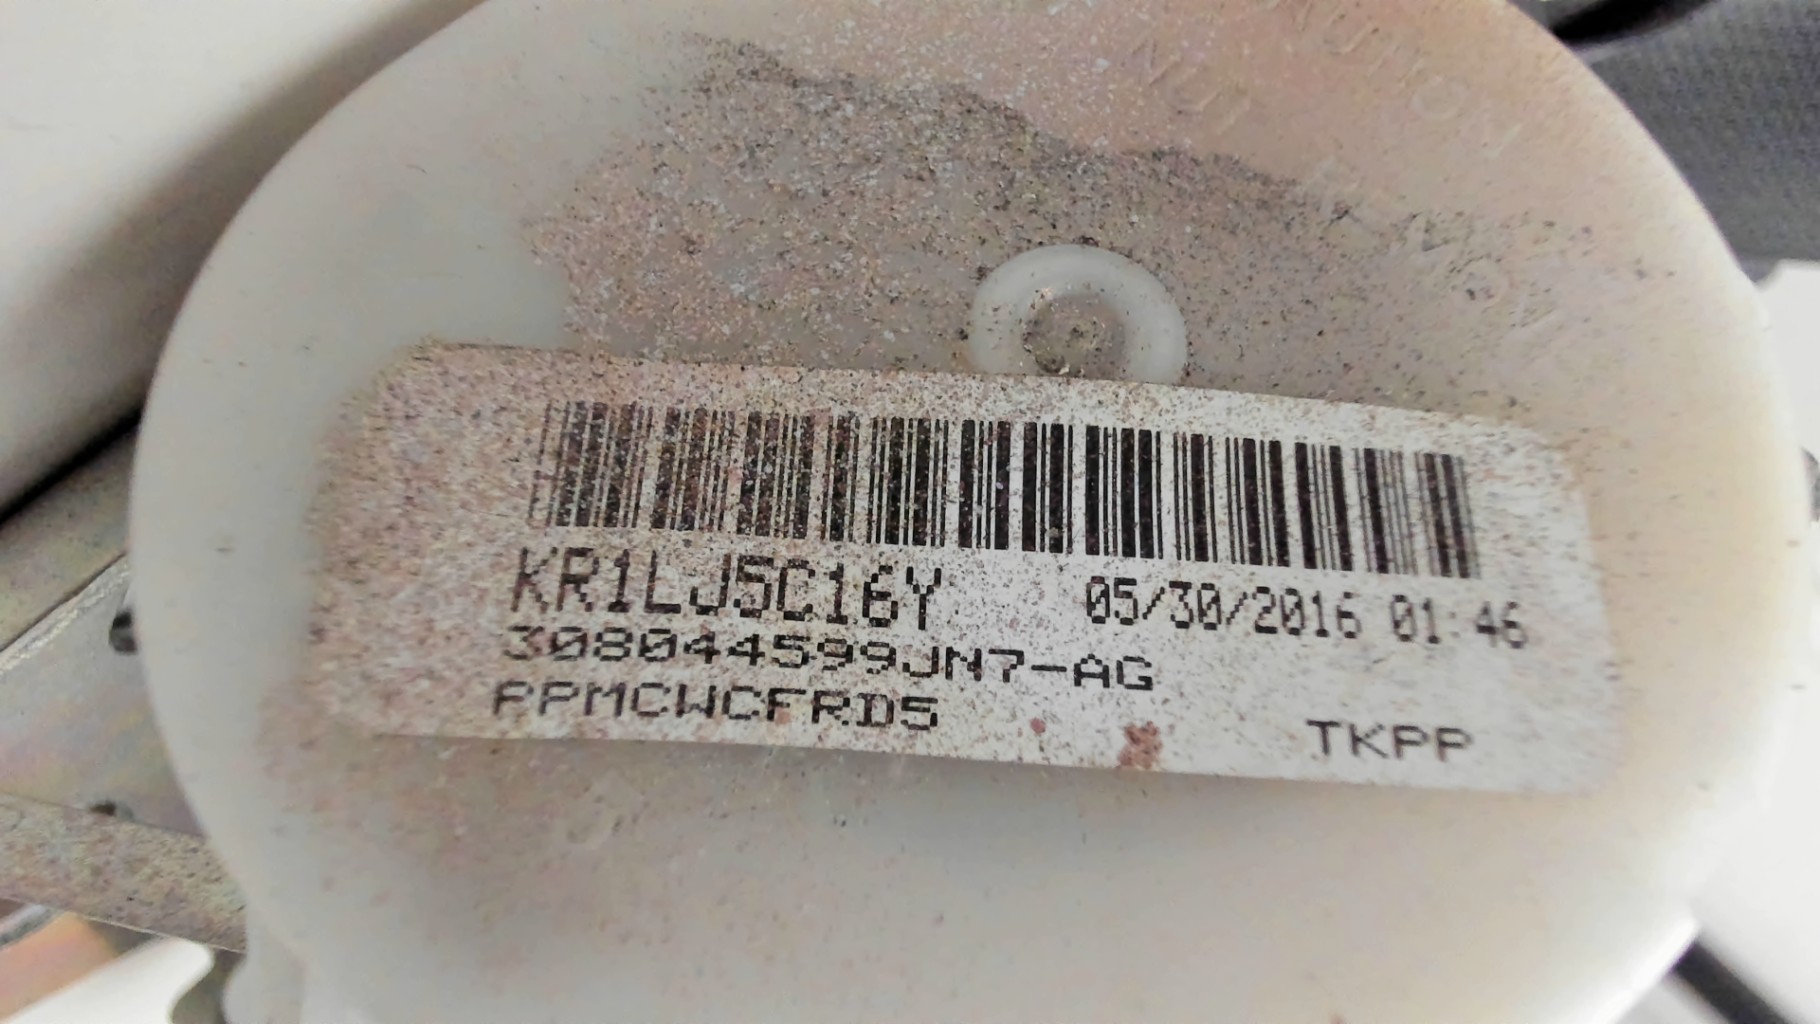 KR1LJ5C16Y 05/30/2016 01:46
308044599JN7-AG
PPMCWCFRD5 TKPP